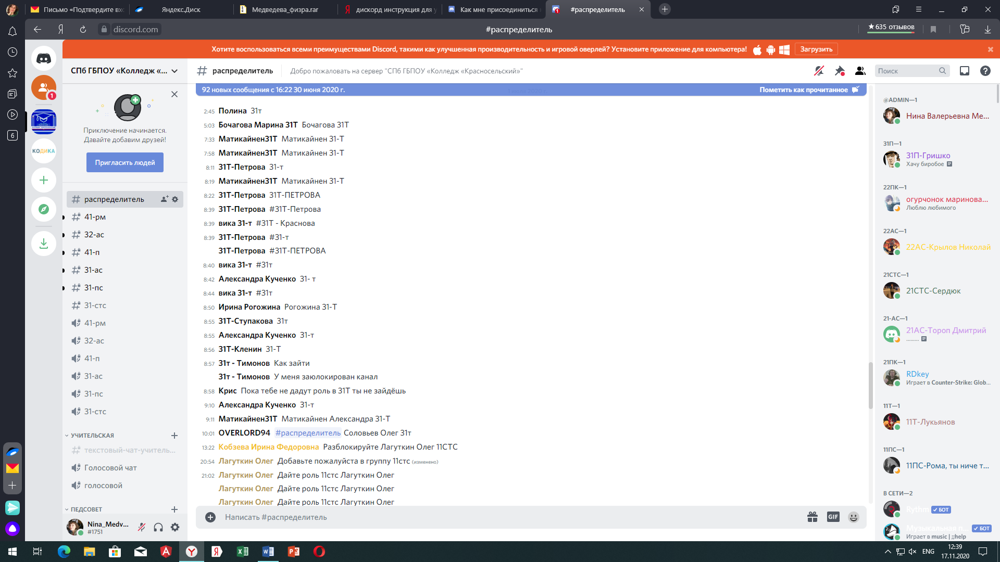 Письмо «Подтвердите вхо
Яндекс.Диск
Медведева_физра.rar
дискорд инструкция для у
Как мне присоединиться к
#распределитель
discord.com
#распределитель
★635 отзывов
Хотите воспользоваться всеми преимуществами Discord, такими как улучшенная производительность и игровой оверлей? Установите приложение для компьютера!
Загрузить
СПб ГБПОУ «Колледж «...
распределитель
Добро пожаловать на сервер "СПб ГБПОУ «Колледж «Красносельский»"
Поиск
92 новых сообщения с 16:22 30 июня 2020 г.
Пометить как прочитанное
6
1
КОДИКА
Приключение начинается.
Давайте добавим друзей!
Пригласить людей
распределитель
41-рм
32-ас
41-п
31-ас
31-пс
31-стс
41-рм
32-ас
41-п
31-ас
31-пс
31-стс
УЧИТЕЛЬСКАЯ
текстовый-чат-учитель...
Голосовой чат
голосовой
ПЕДСОВЕТ
Nina_Medv...
#1751
2:45 Полина 31т
5:03 Бочагова Марина 31Т Бочагова 31Т
7:33 Матикайнен31Т Матикайнен 31-Т
7:58 Матикайнен31Т Матикайнен 31-Т
8:11 31Т-Петрова 31-т
8:19 Матикайнен31Т Матикайнен 31-Т
8:22 31Т-Петрова 31Т-ПЕТРОВА
8:39 31Т-Петрова #31Т-Петрова
8:39 вика 31-т #31Т - Краснова
8:39 31Т-Петрова #31-т
31Т-Петрова #31Т-ПЕТРОВА
8:40 вика 31-т #31т
8:42 Александра Кученко 31- т
8:44 вика 31-т #31т
8:50 Ирина Рогожина Рогожина 31-Т
8:55 31Т-Ступакова 31т
8:55 Александра Кученко 31-т
8:56 31Т-Кленин 31-Т
8:57 31т - Тимонов Как зайти
31т - Тимонов У меня заюлокирован канал
8:58 Крис Пока тебе не дадут роль в 31Т ты не зайдёшь
9:10 Александра Кученко 31-т
9:11 Матикайнен31Т Матикайнен Александра 31-Т
10:01 OVERLORD94 #распределитель Соловьев Олег 31т
13:22 Кобзева Ирина Федоровна Разблокируйте Лагуткин Олег 11СТС
20:54 Лагуткин Олег Добавьте пожалуйста в группу 11стс (изменено)
21:02 Лагуткин Олег Дайте роль 11стс Лагуткин Олег
Лагуткин Олег Дайте роль 11стс Лагуткин Олег
Лагуткин Олег Дайте роль 11стс Лагуткин Олег
Написать #распределитель
GIF
@ADMIN—1
Нина Валерьевна Ме...
31П—1
31П-Гришко
Хачу биробое
22ПК—1
огурчонок маринова...
Люблю любимого
22АС—1
22АС-Крылов Николай
21СТС—1
21СТС-Сердюк
21-АС—1
21АС-Тороп Дмитрий
.........
21ПК—1
RDkey
Играет в Counter-Strike: Glob...
11Т—1
11Т-Лукьянов
11ПС—1
11ПС-Рома, ты ниче т...
В СЕТИ—2
Rythm ✓ БОТ
Музыкальная п... ✓ БОТ
Играет в music | ;;help
ENG
12:39
17.11.2020